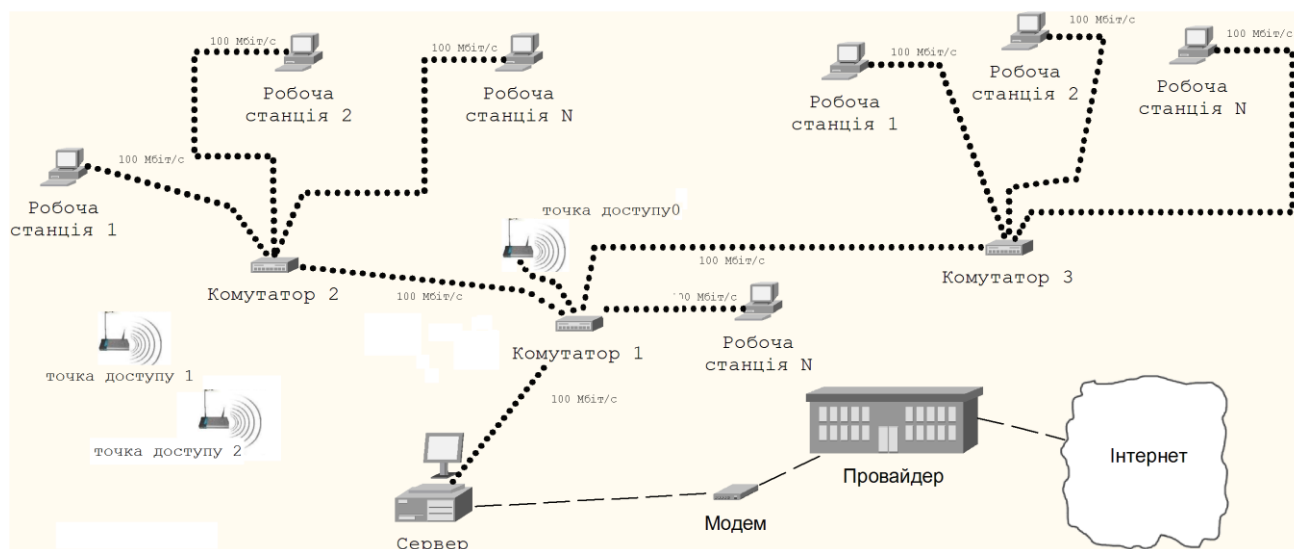 100 Мбіт/с
Робоча
станція 2
100 Мбіт/с
Робоча
станція N
100 Мбіт/с
Робоча
станція 1
100 Мбіт/с
Робоча
станція 2
100 Мбіт/с
Робоча
станція N
100 Мбіт/с
Робоча
станція 1
точка доступу0
Комутатор 2
100 Мбіт/с
100 Мбіт/с
Комутатор 3
100 Мбіт/с
Комутатор 1
Робоча
станція N
точка доступу 1
точка доступу 2
100 Мбіт/с
Сервер
Модем
Провайдер
Інтернет